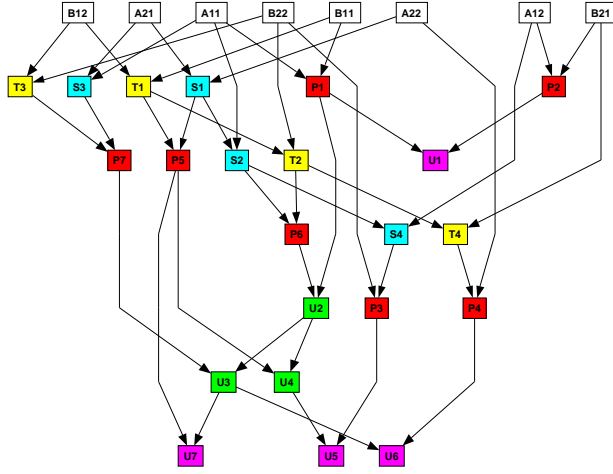 B12 A21 A11 B22 B11 A22 A12 B21
T3 S3 T1 S1 P1 P2
P7 P5 S2 T2 U1
P6 S4 T4
U2 P3 P4
U3 U4
U7 U5 U6